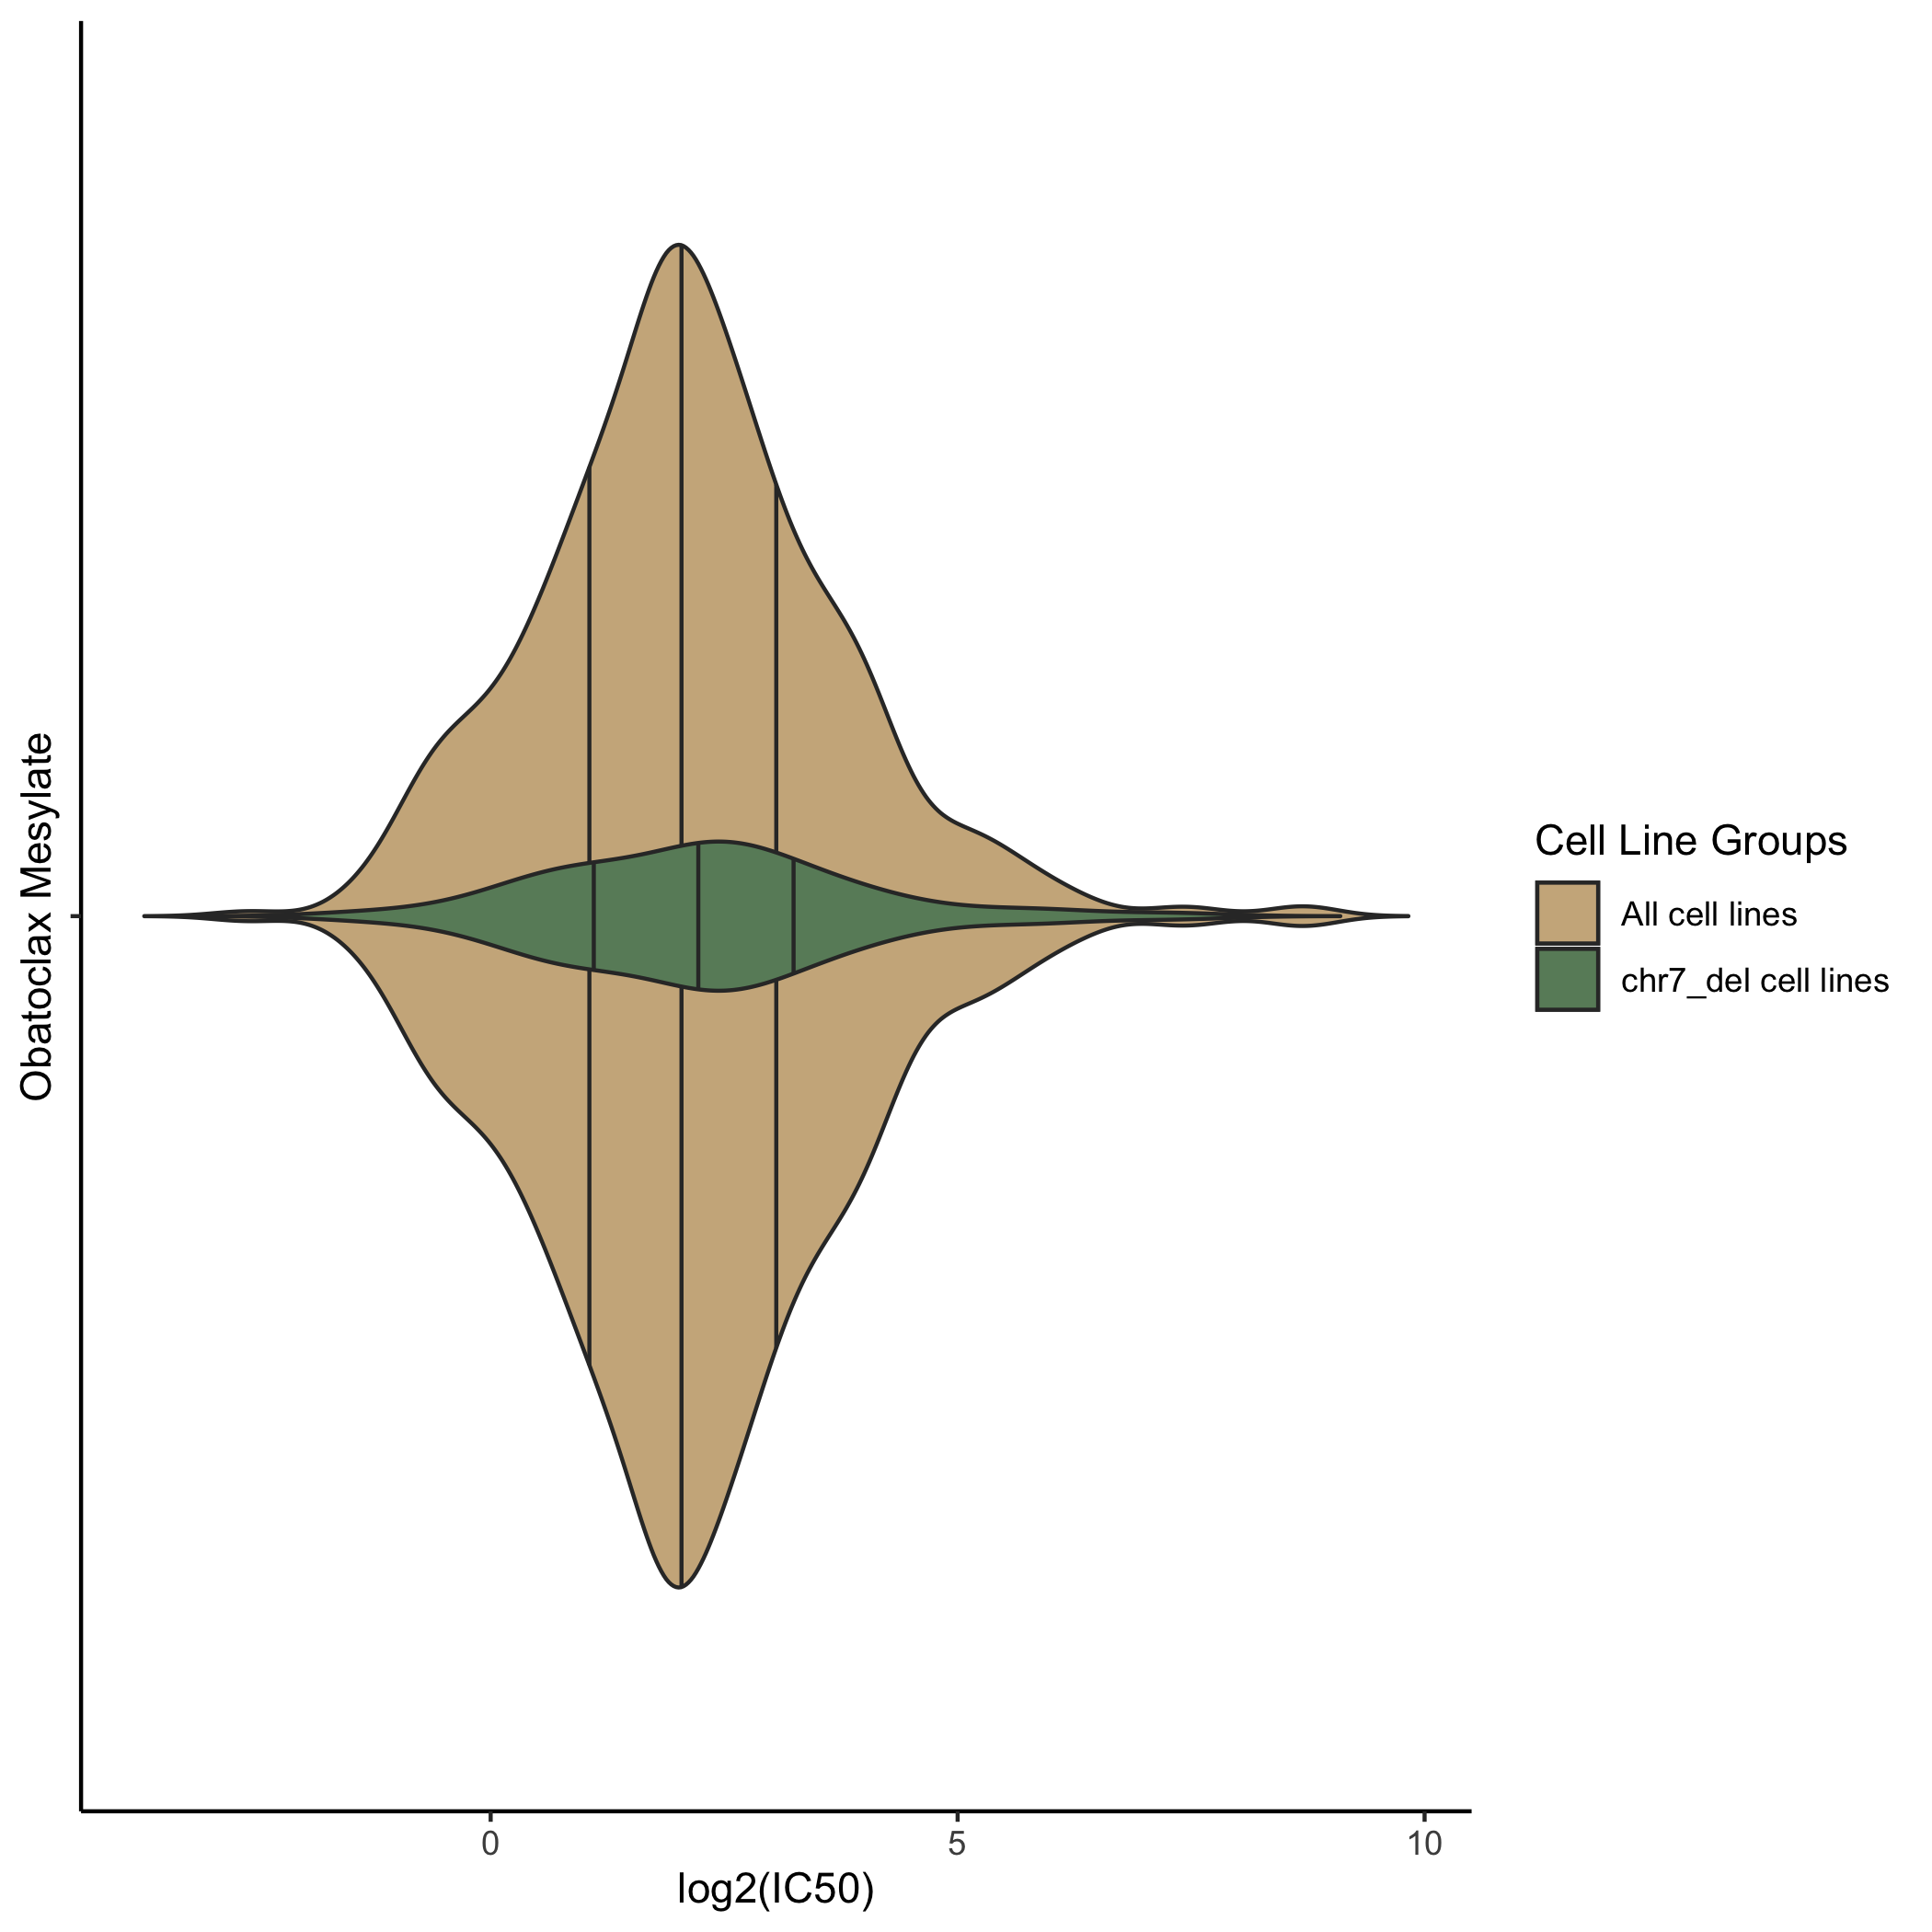 Obatoclax Mesylate
Cell Line Groups
All cell lines
chr7_del cell lines
0 5 10
log2(IC50)